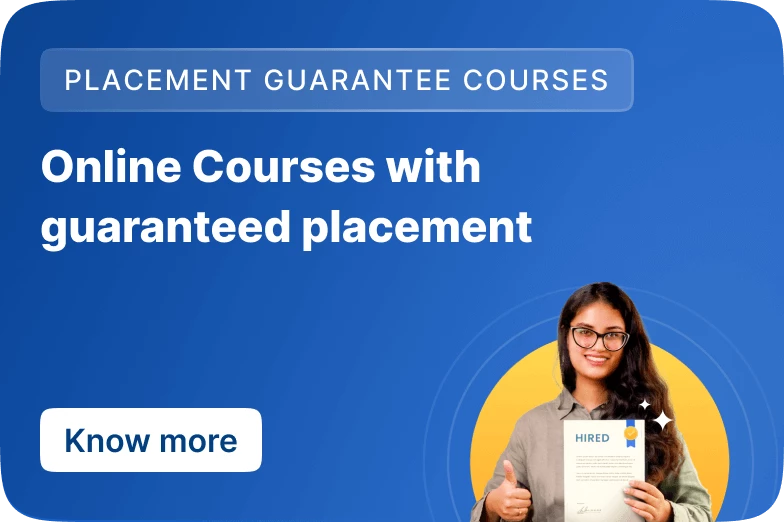 PLACEMENT GUARANTEE COURSES
Online Courses with
guaranteed placement
Know more
HIRED